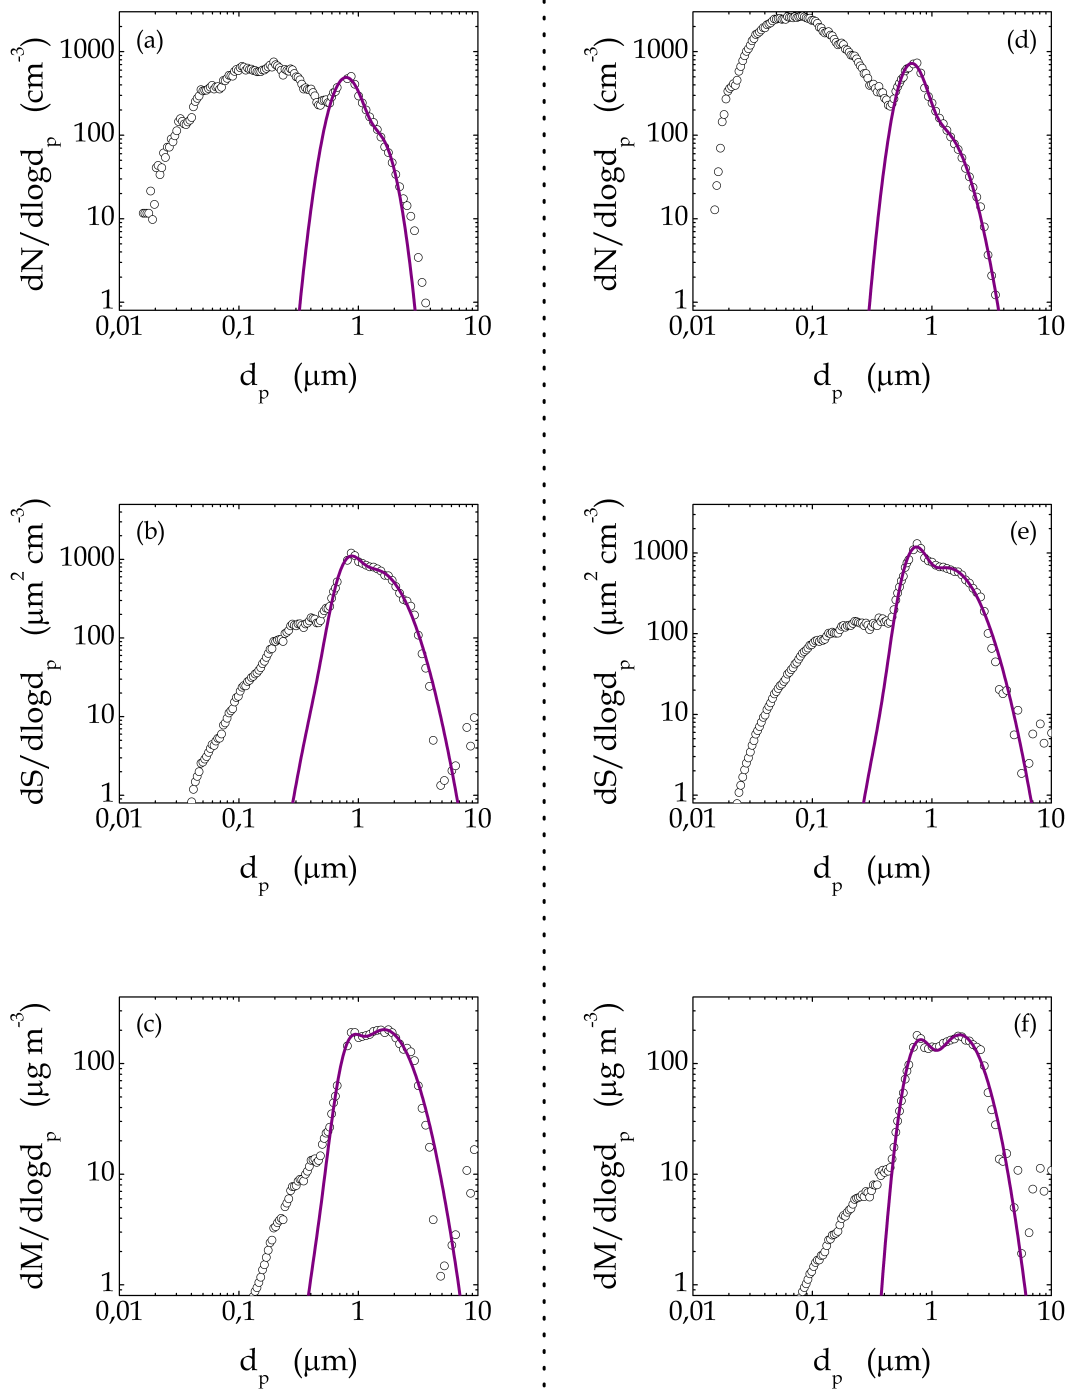 (a)
1000
100
10
1
dN/dlogd_p (cm⁻³)
0,01 0,1 1 10
d_p (μm)
(d)
1000
100
10
1
dN/dlogd_p (cm⁻³)
0,01 0,1 1 10
d_p (μm)
(b)
1000
100
10
1
dS/dlogd_p (μm² cm⁻³)
0,01 0,1 1 10
d_p (μm)
(e)
1000
100
10
1
dS/dlogd_p (μm² cm⁻³)
0,01 0,1 1 10
d_p (μm)
(c)
100
10
1
dM/dlogd_p (μg m⁻³)
0,01 0,1 1 10
d_p (μm)
(f)
100
10
1
dM/dlogd_p (μg m⁻³)
0,01 0,1 1 10
d_p (μm)